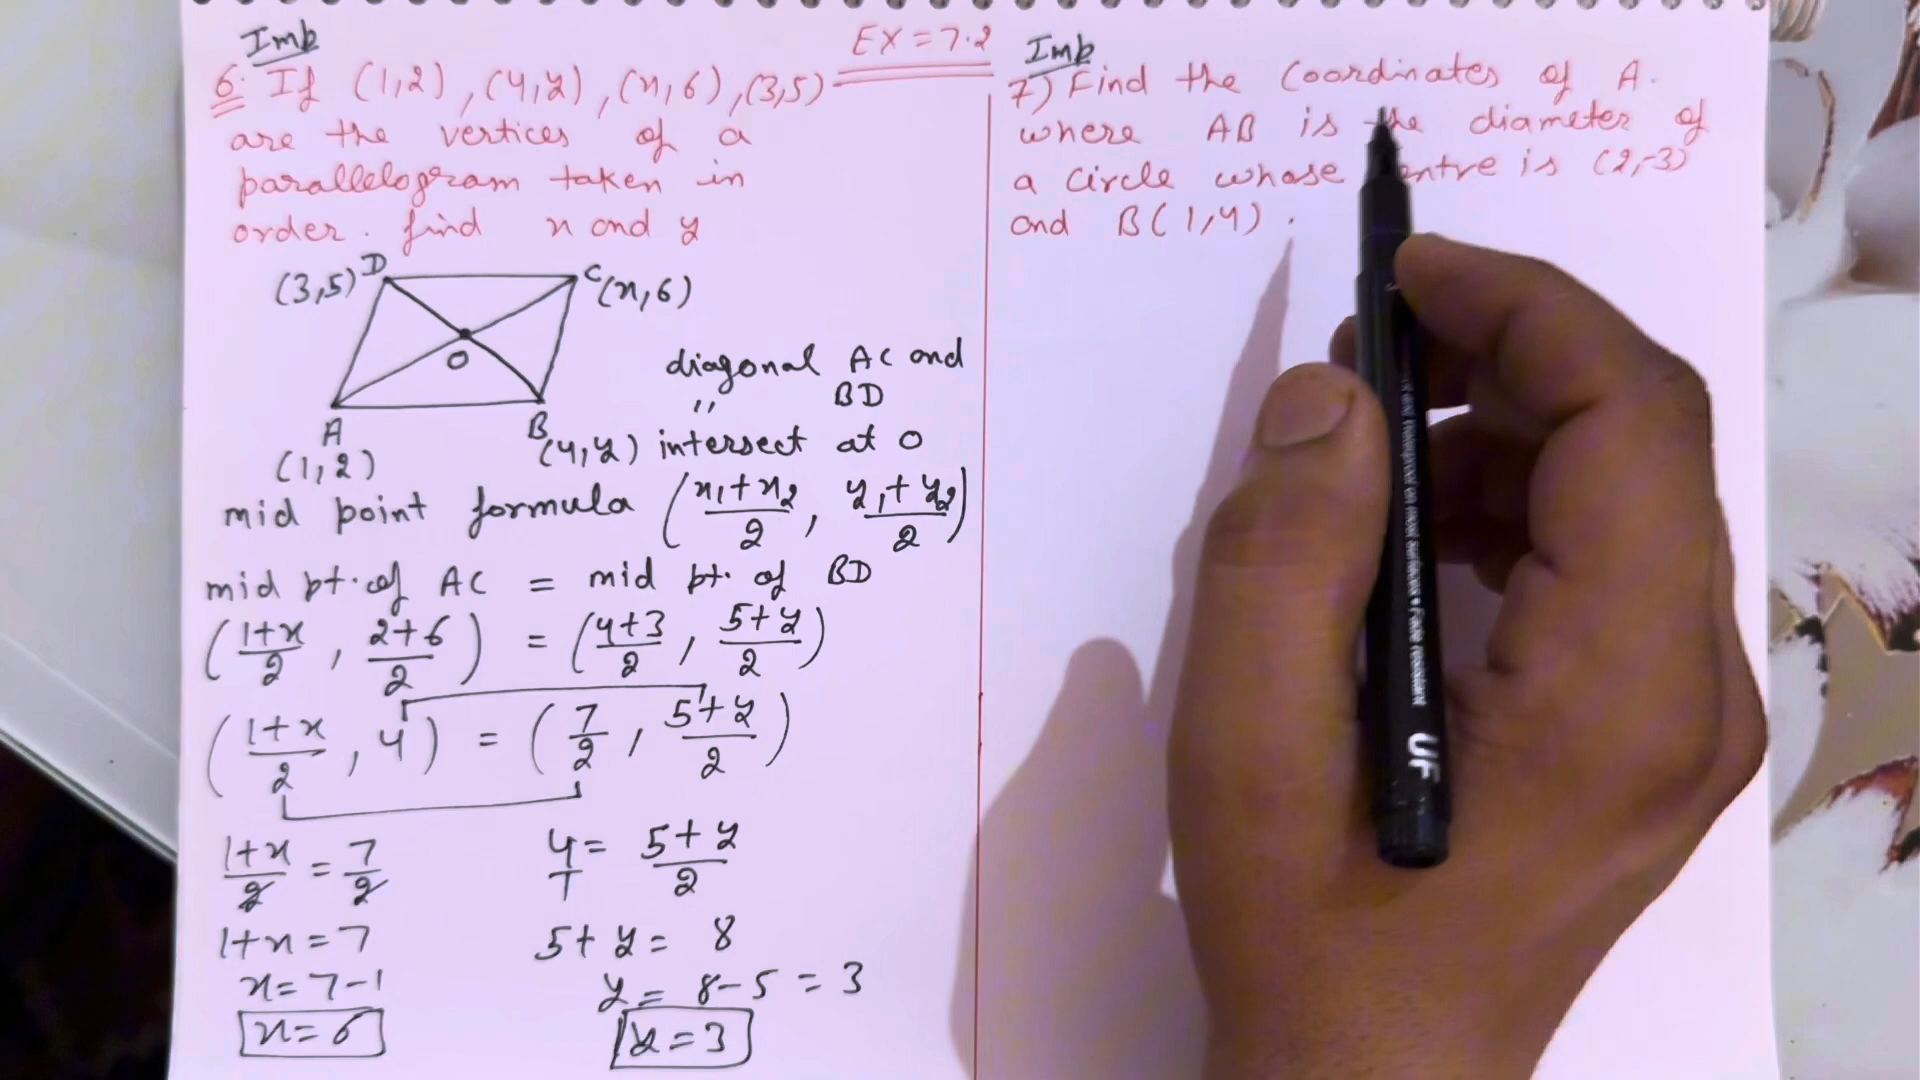 Imp
EX = 7.2
6. If (1,2), (4,y), (x,6), (3,5)
are the vertices of a
parallelogram taken in
order. find x and y
D
(3,5)
C(x,6)
O
A
(1,2)
B(4,y)
diagonal AC and
" BD
intersect at O
mid point formula (x₁+x₂/2, y₁+y₂/2)
mid pt. of AC = mid pt. of BD
(1+x/2, 2+6/2) = (4+3/2, 5+y/2)
(1+x/2, 4) = (7/2, 5+y/2)
1+x/2 = 7/2
1+x = 7
x = 7-1
x = 6
4/1 = 5+y/2
5+y = 8
y = 8-5 = 3
y = 3
Imp
7) Find the Coordinates of A.
where AB is the diameter of
a circle whose centre is (2,-3)
and B(1,4).
UF